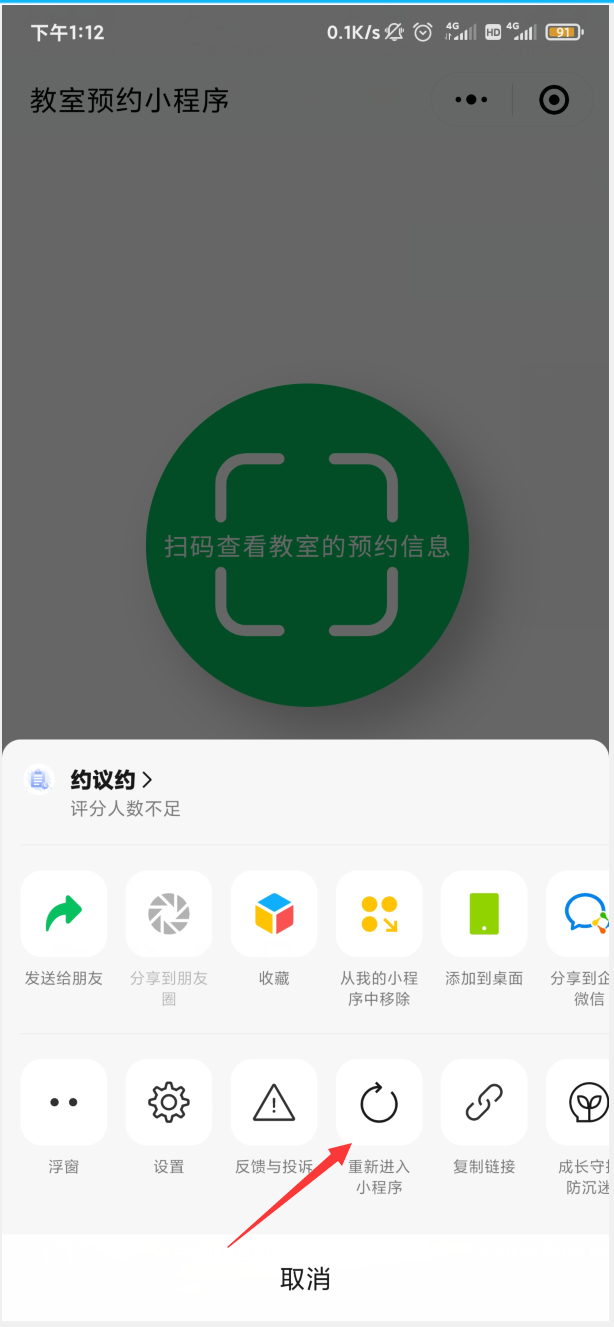 下午1:12
0.1K/s
4G
HD
4G
91
教室预约小程序
扫码查看教室的预约信息
约议约
评分人数不足
发送给朋友
分享到朋友
圈
收藏
从我的小程
序中移除
添加到桌面
分享到企
微信
浮窗
设置
反馈与投诉
重新进入
小程序
复制链接
成长守护
防沉迷
取消